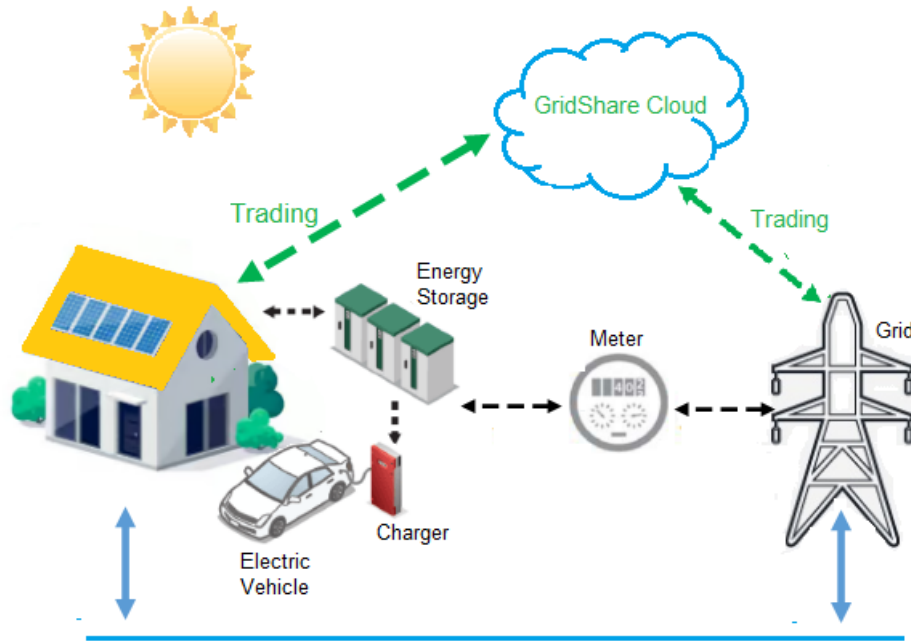 GridShare Cloud
Trading
Trading
Energy
Storage
Meter
Grid
Charger
Electric
Vehicle